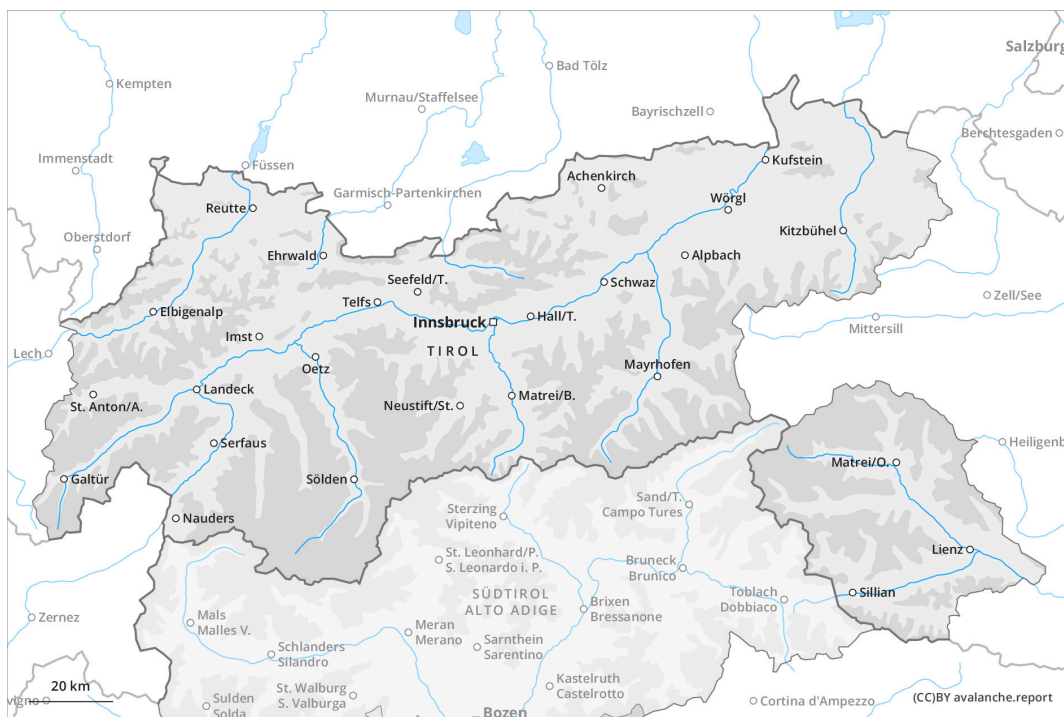 Kempten
Bad Tölz
Salzburg
Murnau/Staffelsee
Bayrischzell
Berchtesgaden
Immenstadt
Füssen
Kufstein
Garmisch-Partenkirchen
Achenkirch
Reutte
Wörgl
Oberstdorf
Kitzbühel
Ehrwald
Alpbach
Seefeld/T.
Schwaz
Zell/See
Telfs
Elbigenalp
Innsbruck
Hall/T.
Mittersill
Imst
TIROL
Lech
Oetz
Mayrhofen
Landeck
St. Anton/A.
Neustift/St.
Matrei/B.
Serfaus
Heiligenb
Matrei/O.
Galtür
Sölden
Sand/T.
Campo Tures
Nauders
Sterzing
Vipiteno
Lienz
St. Leonhard/P.
S. Leonardo i. P.
Bruneck
Brunico
SÜDTIROL
ALTO ADIGE
Sillian
Toblach
Dobbiaco
Brixen
Bressanone
Zernez
Mals
Malles V.
Meran
Merano
Sarnthein
Sarentino
Schlanders
Silandro
Kastelruth
Castelrotto
20 km
St. Walburg
S. Valburga
vigno
Sulden
Solda
Bozen
Cortina d'Ampezzo
(CC)BY avalanche.report